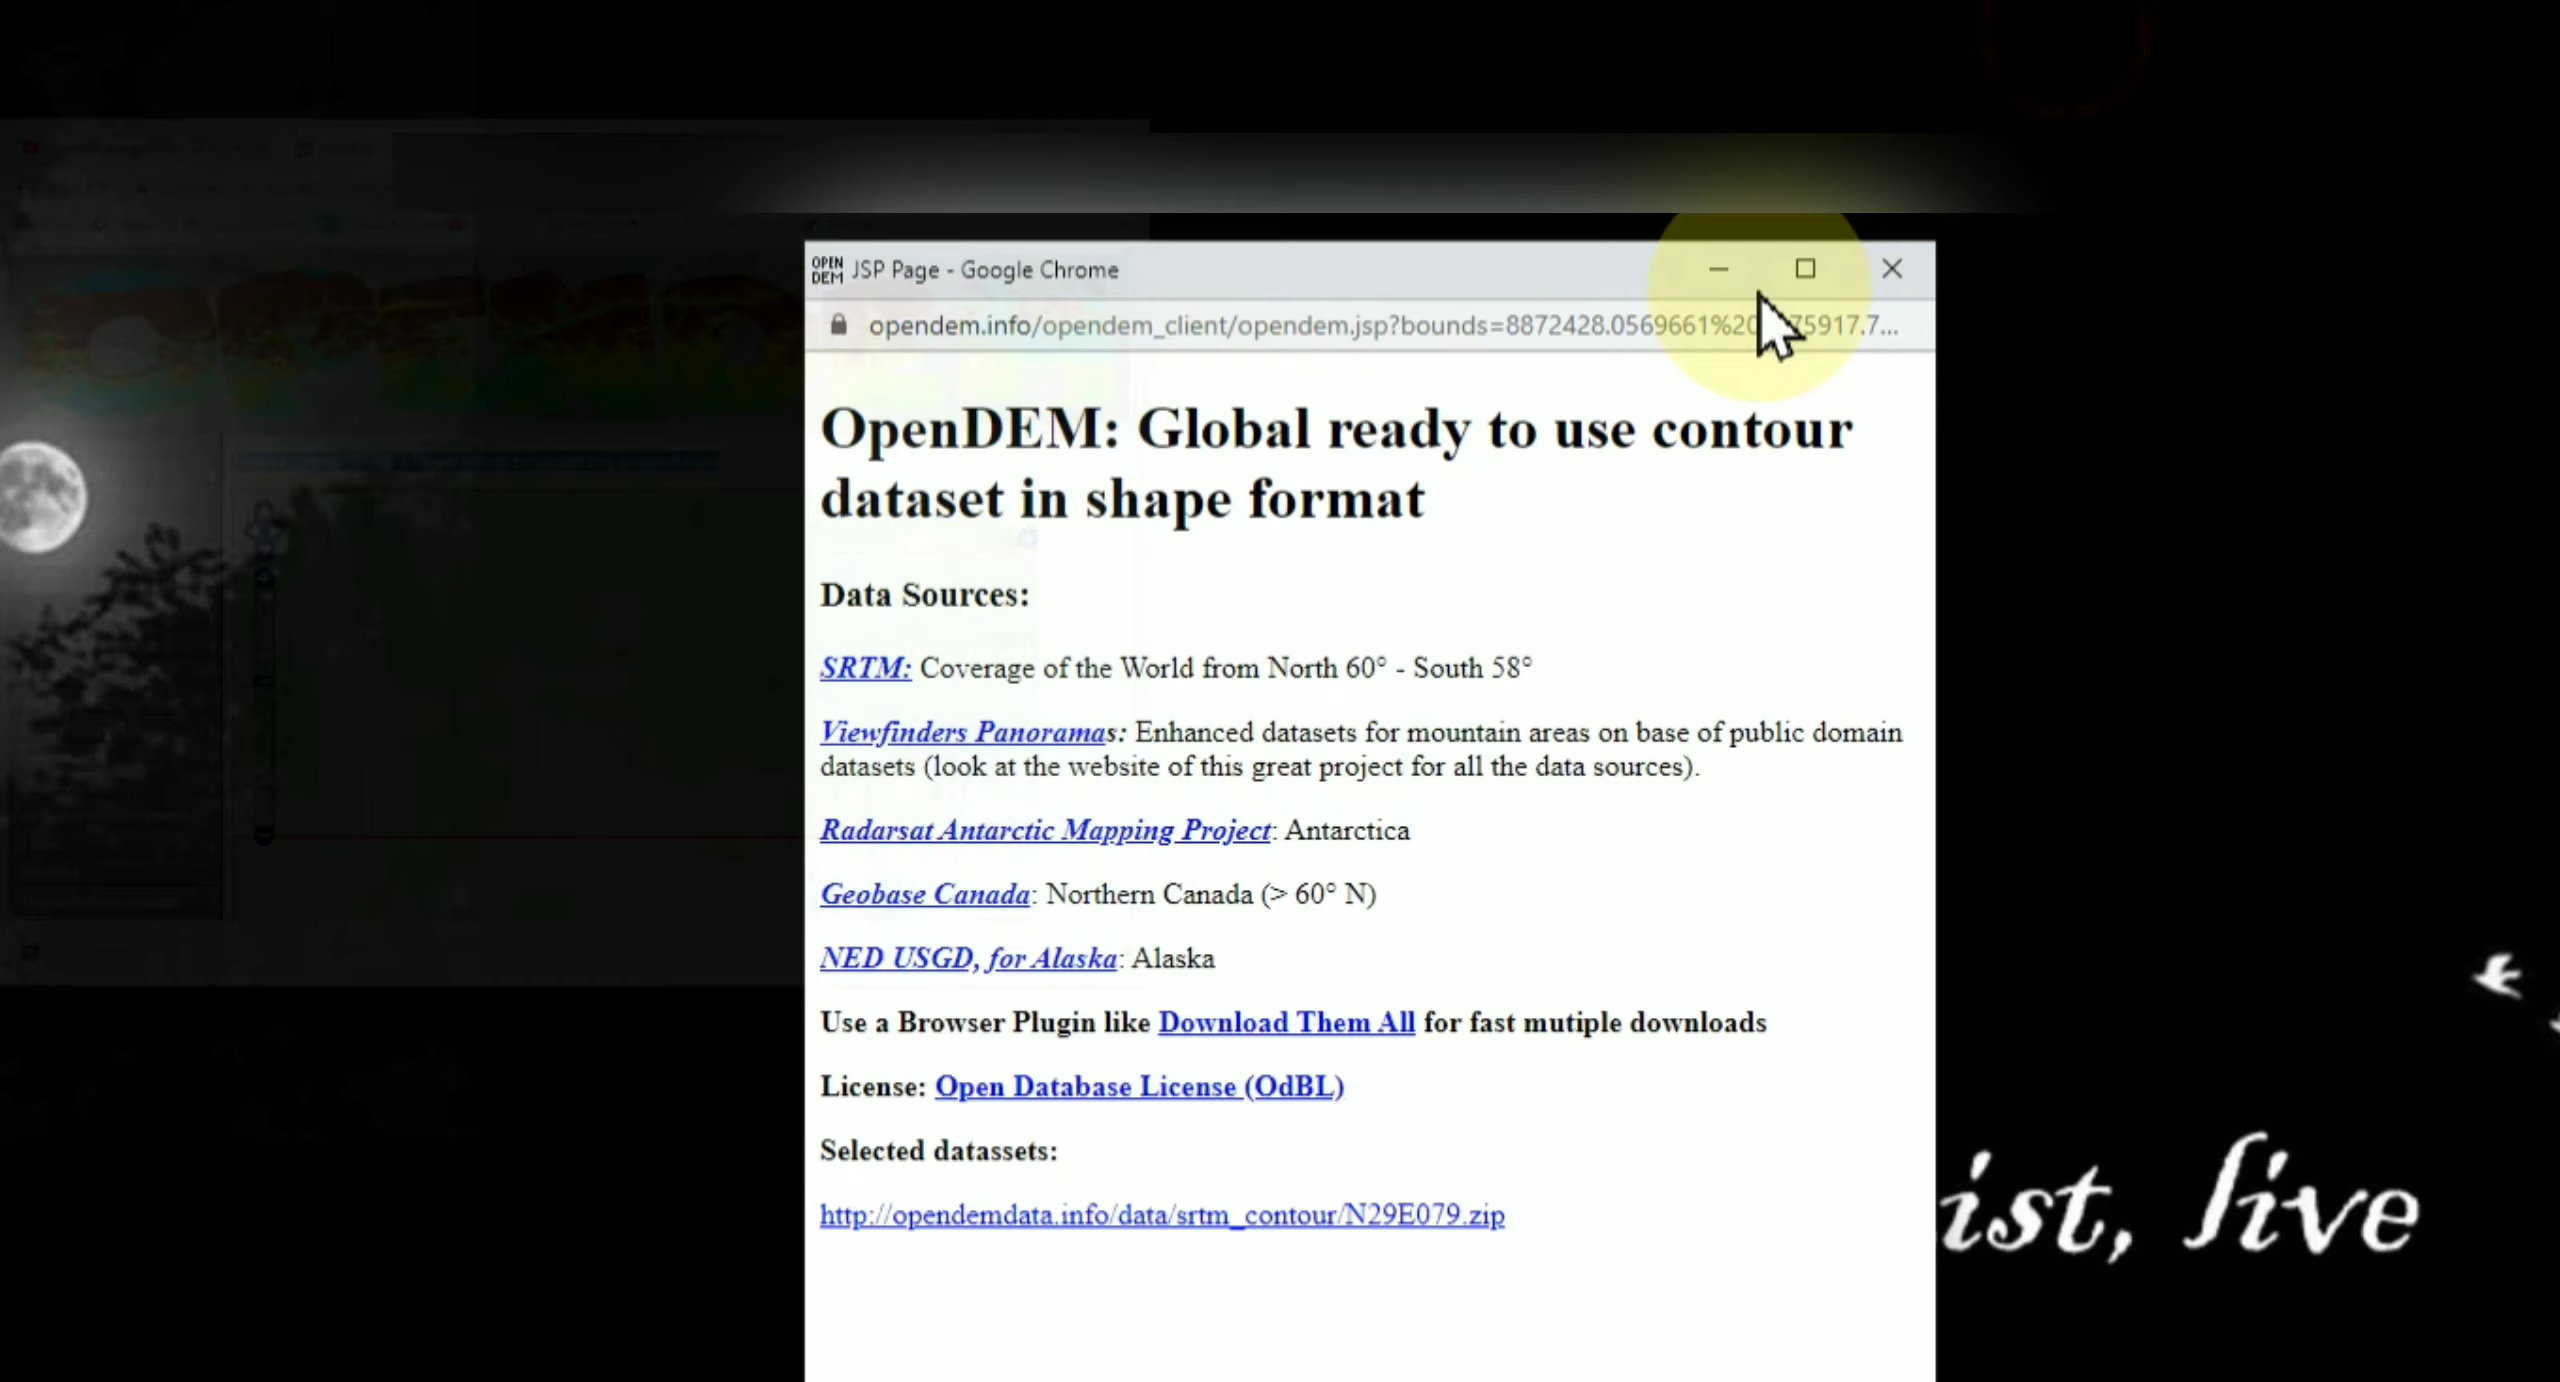 OPEN
DEM JSP Page - Google Chrome
opendem.info/opendem_client/opendem.jsp?bounds=8872428.0569661%20 75917.7...
OpenDEM: Global ready to use contour
dataset in shape format
Data Sources:
SRTM: Coverage of the World from North 60° - South 58°
Viewfinders Panoramas: Enhanced datasets for mountain areas on base of public domain
datasets (look at the website of this great project for all the data sources).
Radarsat Antarctic Mapping Project: Antarctica
Geobase Canada: Northern Canada (> 60° N)
NED USGD, for Alaska: Alaska
Use a Browser Plugin like Download Them All for fast mutiple downloads
License: Open Database License (OdBL)
Selected datassets:
http://opendemdata.info/data/srtm_contour/N29E079.zip
ist, live